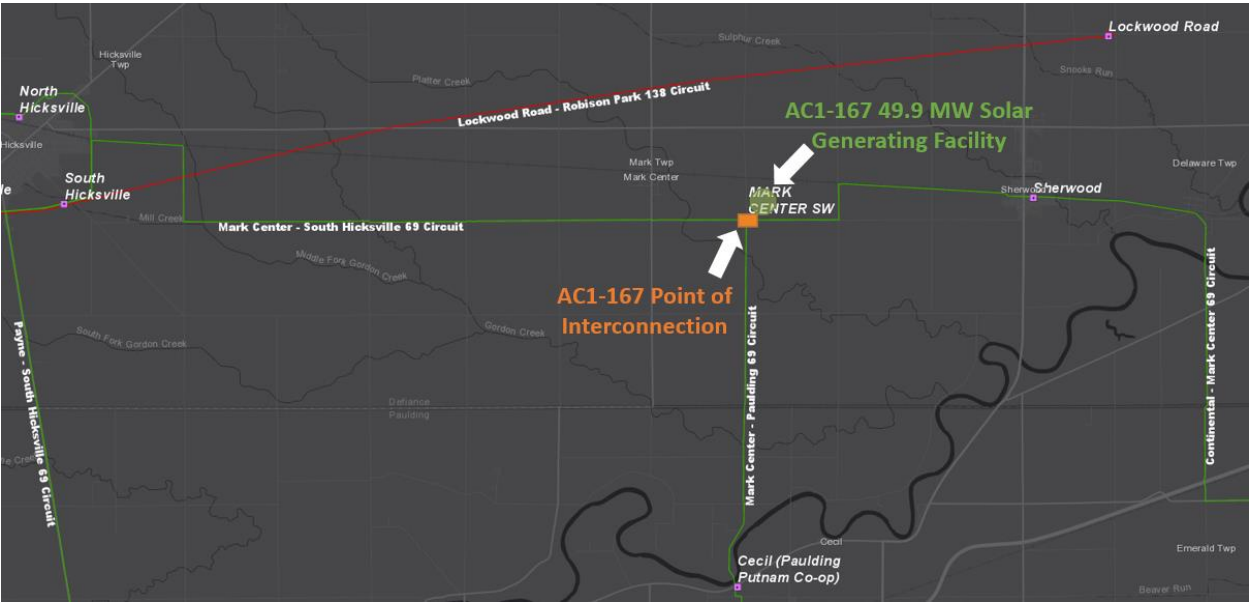 Lockwood Road
Sulphur Creek
Hicksville
Twp
Platter Creek
Snooks Run
North
Hicksville
Lockwood Road - Robison Park 138 Circuit
AC1-167 49.9 MW Solar
Generating Facility
Hicksville
Mark Twp
Mark Center
Delaware Twp
South
Hicksville
le
MARK
CENTER SW
Sherwood
Sherwood
Mill Creek
Mark Center - South Hicksville 69 Circuit
Middle Fork Gordon
Creek
AC1-167 Point of
Interconnection
Gordon Creek
South Fork Gordon Creek
Payne - South Hicksville 69 Circuit
Mark Center - Paulding 69 Circuit
Continental - Mark Center 69 Circuit
Defiance
Paulding
Cecil
Emerald Twp
Cecil (Paulding
Putnam Co-op)
Beaver Run